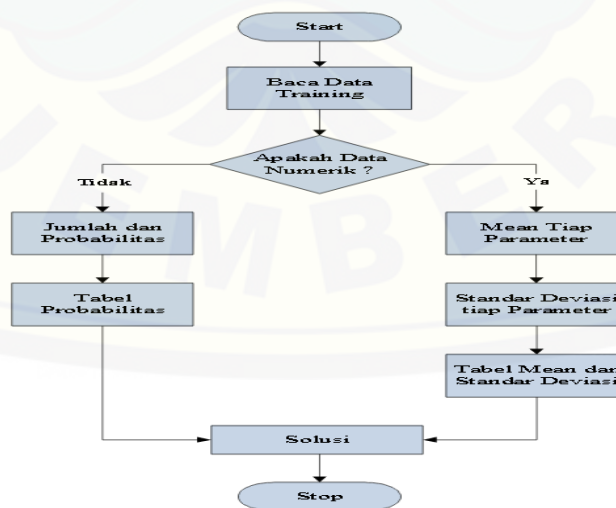 Start
Baca Data
Training
Apakah Data
Numerik ?
Tidak
Ya
Jumlah dan
Probabilitas
Mean Tiap
Parameter
Tabel
Probabilitas
Standar Deviasi
tiap Parameter
Tabel Mean dan
Standar Deviasi
Solusi
Stop
JEMBER